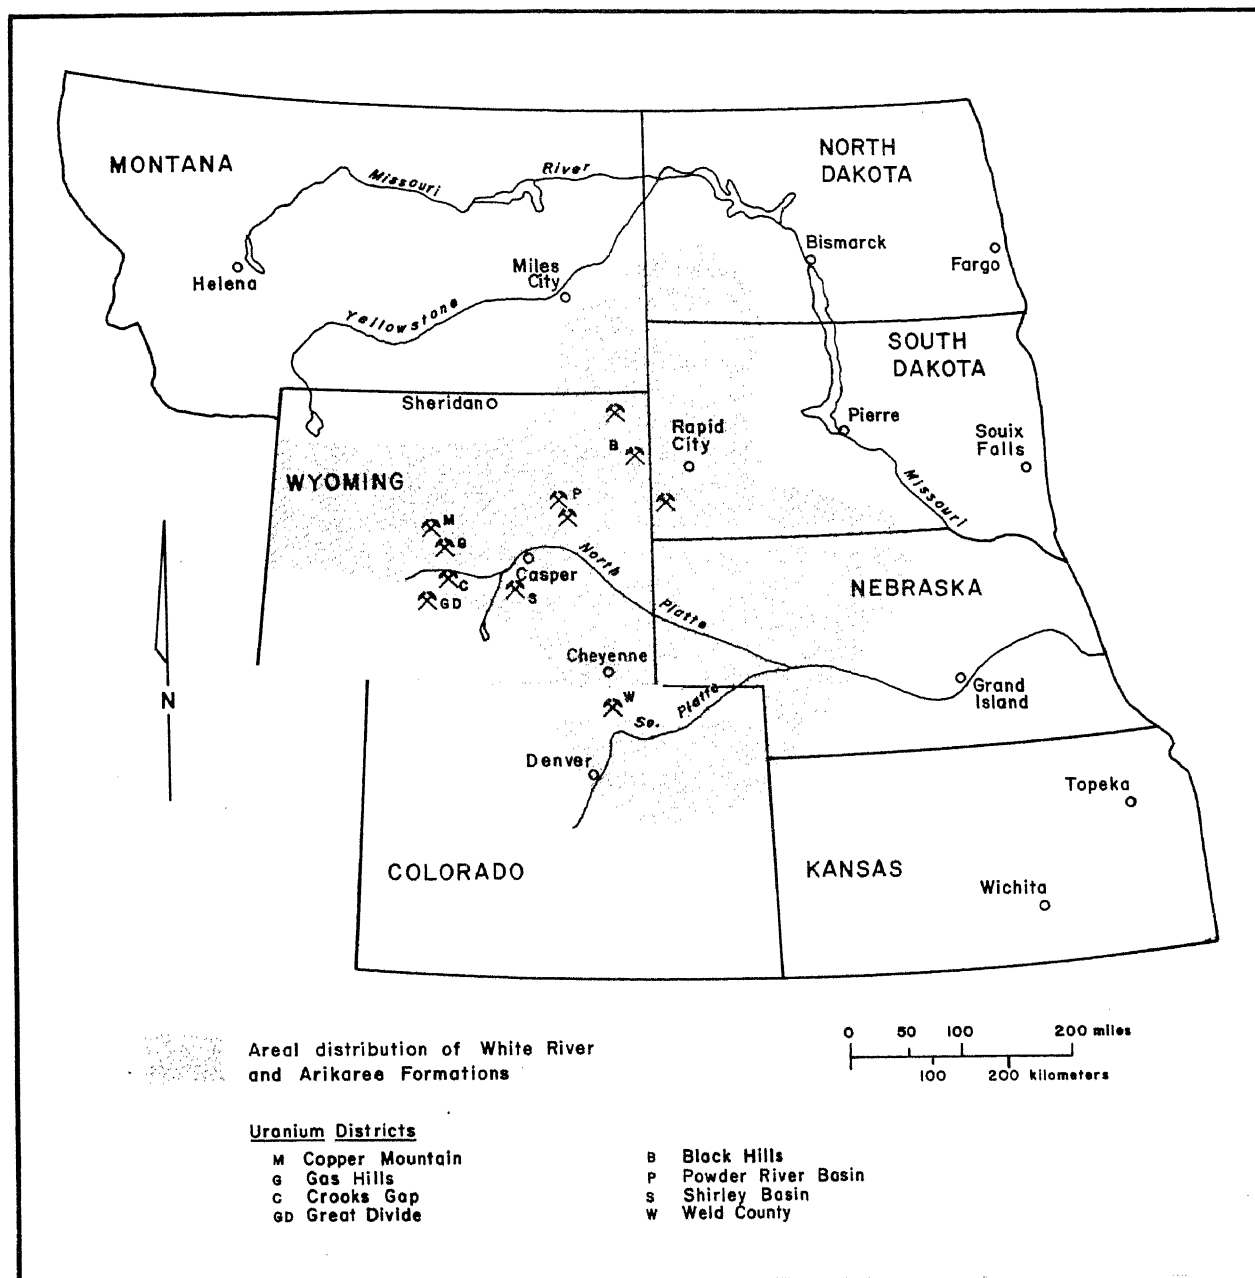 MONTANA
Missouri
River
NORTH
DAKOTA
Bismarck
Fargo
Helena
Miles
City
Yellowstone
SOUTH
DAKOTA
Sheridan
Rapid
City
Pierre
Souix
Falls
B
WYOMING
Missouri
P
M
G
North
Casper
C
GD
S
NEBRASKA
Platte
Cheyenne
Grand
Island
W
So.
Platte
N
Denver
Topeka
COLORADO
KANSAS
Wichita
0 50 100 200 miles
100 200 kilometers
Areal distribution of White River
and Arikaree Formations
Uranium Districts
M Copper Mountain
G Gas Hills
C Crooks Gap
GD Great Divide
B Black Hills
P Powder River Basin
S Shirley Basin
W Weld County